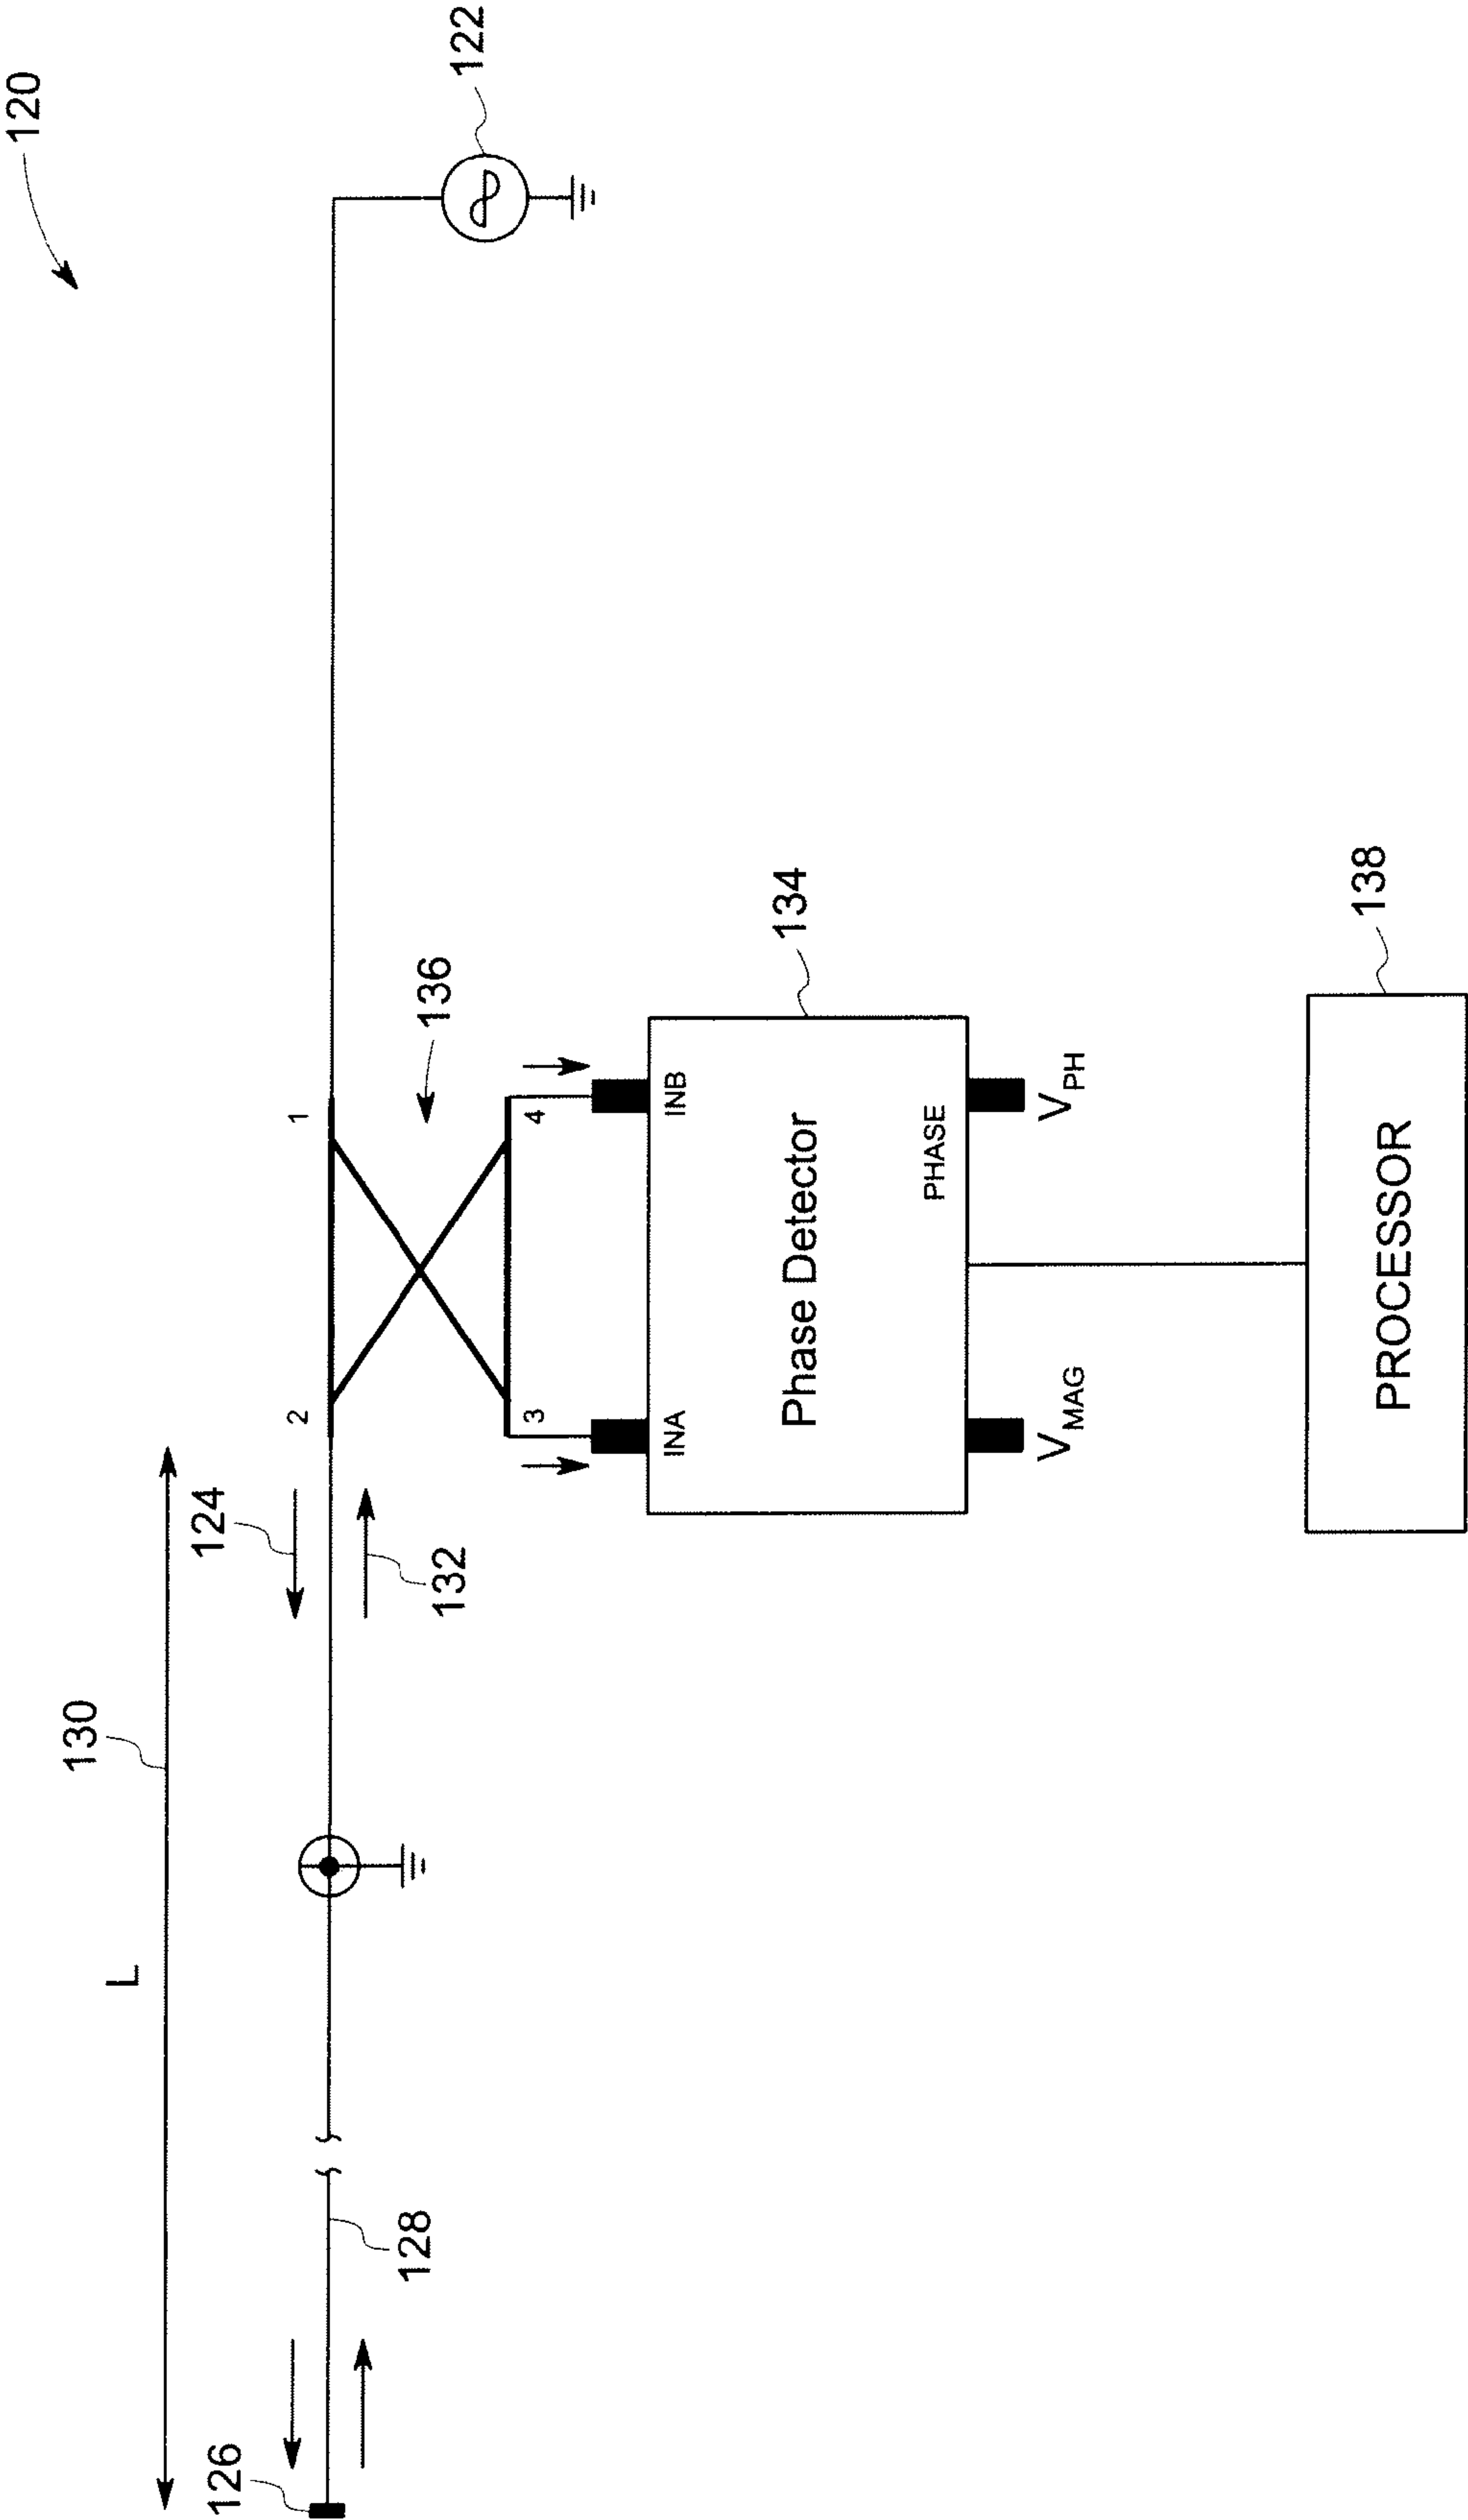 120
122
130
L
124
132
126
128
1
2
3
4
136
INA
INB
Phase Detector
134
PHASE
VMAG
VPH
PROCESSOR
138